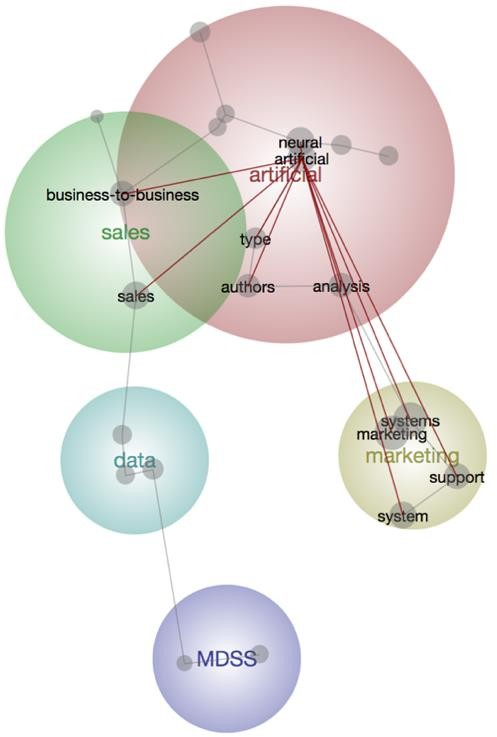 neural
artificial
artificial
business-to-business
sales
type
sales
authors
analysis
systems
marketing
marketing
data
support
system
MDSS